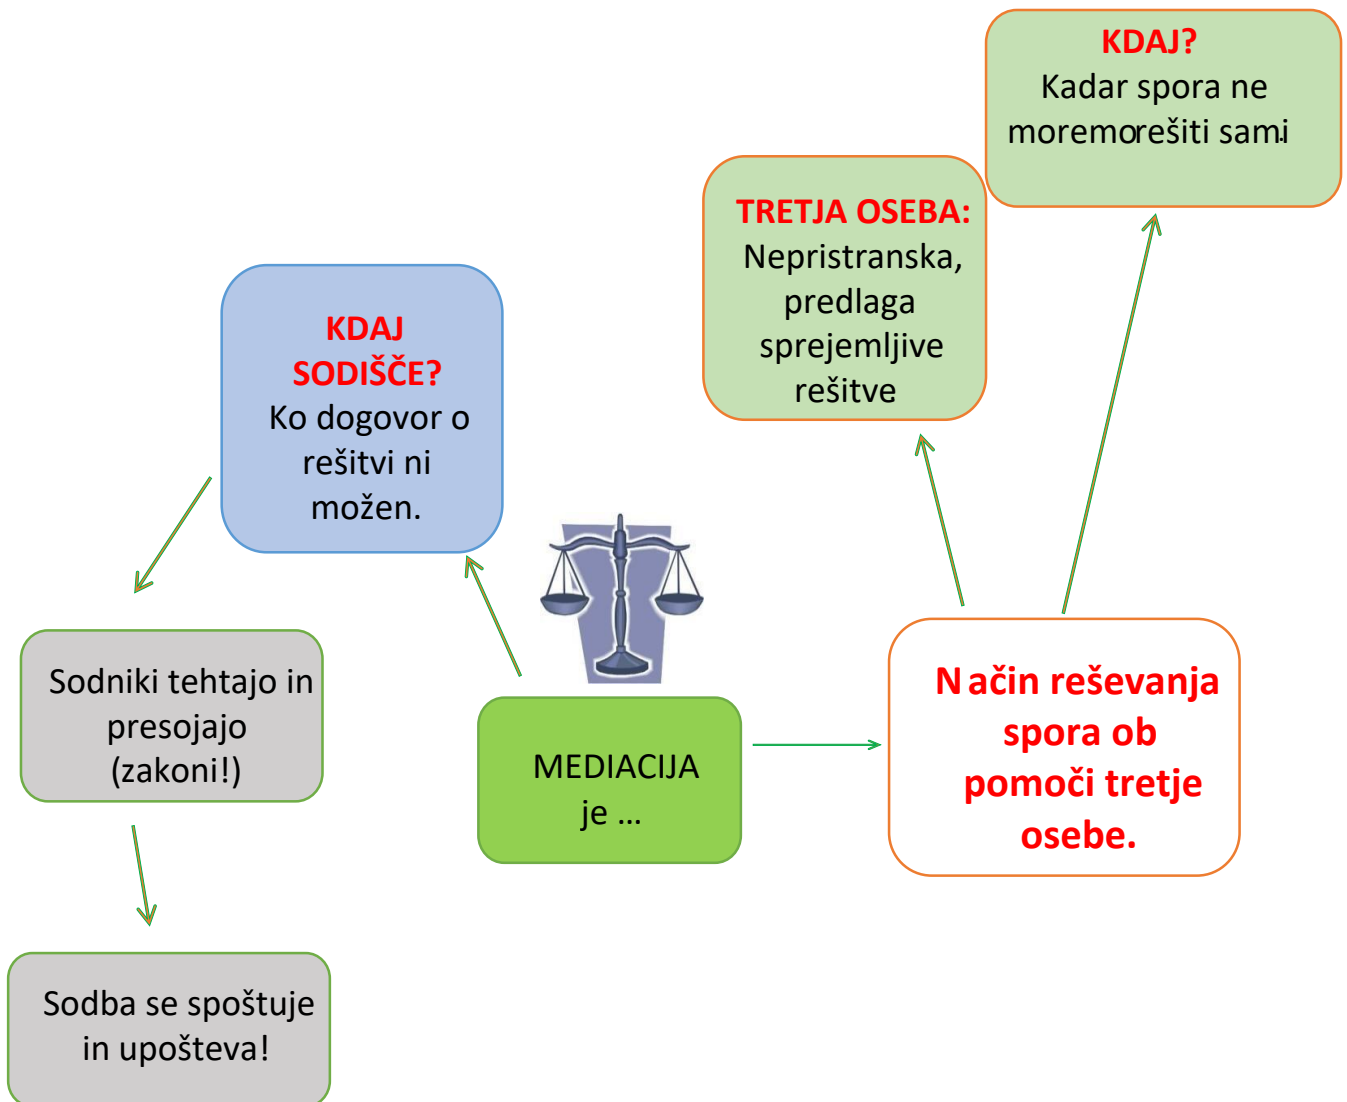 KDAJ?
Kadar spora ne
moremorešiti sami.
TRETJA OSEBA:
Nepristranska,
predlaga
sprejemljive
rešitve.
KDAJ
SODIŠČE?
Ko dogovor o
rešitvi ni
možen.
Sodniki tehtajo in
presojajo
(zakoni!)
MEDIACIJA
je ...
Način reševanja
spora ob
pomoči tretje
osebe.
Sodba se spoštuje
in upošteva!